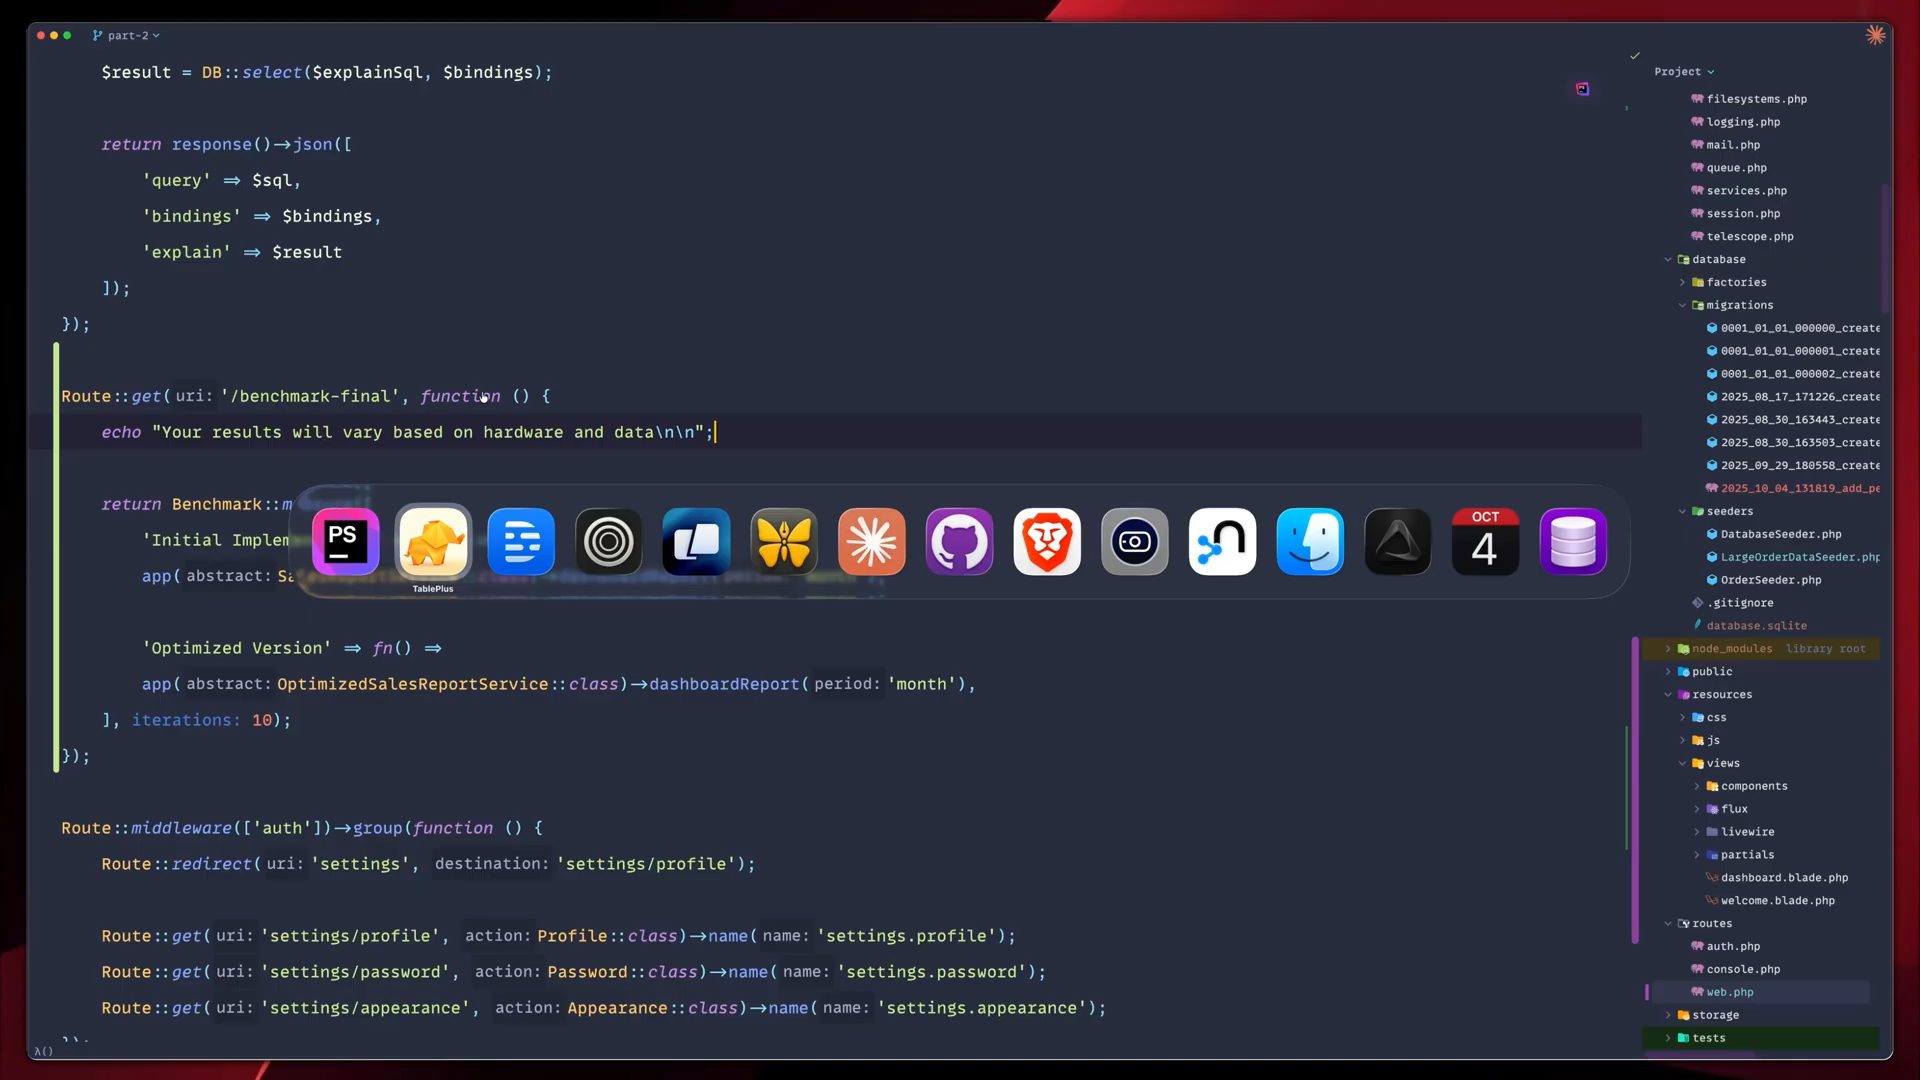 part-2
$result = DB::select($explainSql, $bindings);
return response()→json([
'query' ⇒ $sql,
'bindings' ⇒ $bindings,
'explain' ⇒ $result
]);
});
Route::get( uri: '/benchmark-final', function () {
echo "Your results will vary based on hardware and data\n\n";
return Benchmark::m
'Initial Implem
app( abstract: Sa
PS
TablePlus
OCT
4
'Optimized Version' ⇒ fn() ⇒
app( abstract: OptimizedSalesReportService::class)→dashboardReport( period: 'month'),
], iterations: 10);
});
Route::middleware(['auth'])→group(function () {
Route::redirect( uri: 'settings', destination: 'settings/profile');
Route::get( uri: 'settings/profile', action: Profile::class)→name( name: 'settings.profile');
Route::get( uri: 'settings/password', action: Password::class)→name( name: 'settings.password');
Route::get( uri: 'settings/appearance', action: Appearance::class)→name( name: 'settings.appearance');
λ()
Project
filesystems.php
logging.php
mail.php
queue.php
services.php
session.php
telescope.php
database
factories
migrations
0001_01_01_000000_create
0001_01_01_000001_create
0001_01_01_000002_create
2025_08_17_171226_create
2025_08_30_163443_create
2025_08_30_163503_create
2025_09_29_180558_create
2025_10_04_131819_add_pe
seeders
DatabaseSeeder.php
LargeOrderDataSeeder.php
OrderSeeder.php
.gitignore
database.sqlite
node_modules library root
public
resources
css
js
views
components
flux
livewire
partials
dashboard.blade.php
welcome.blade.php
routes
auth.php
console.php
web.php
storage
tests